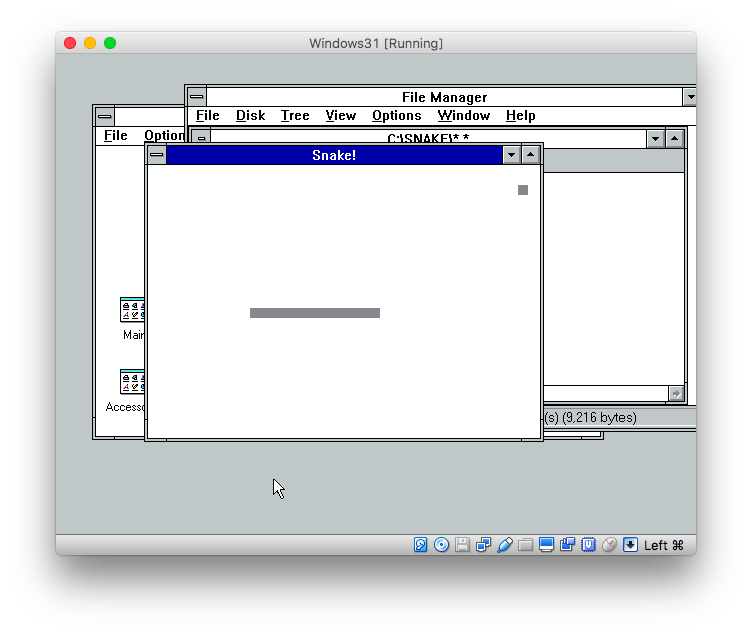 Windows31 [Running]
File Manager
File Disk Tree View Options Window Help
File Option
C:\SNAKE\*.*
Snake!
Main
Accesso
(s) (9,216 bytes)
Left ⌘